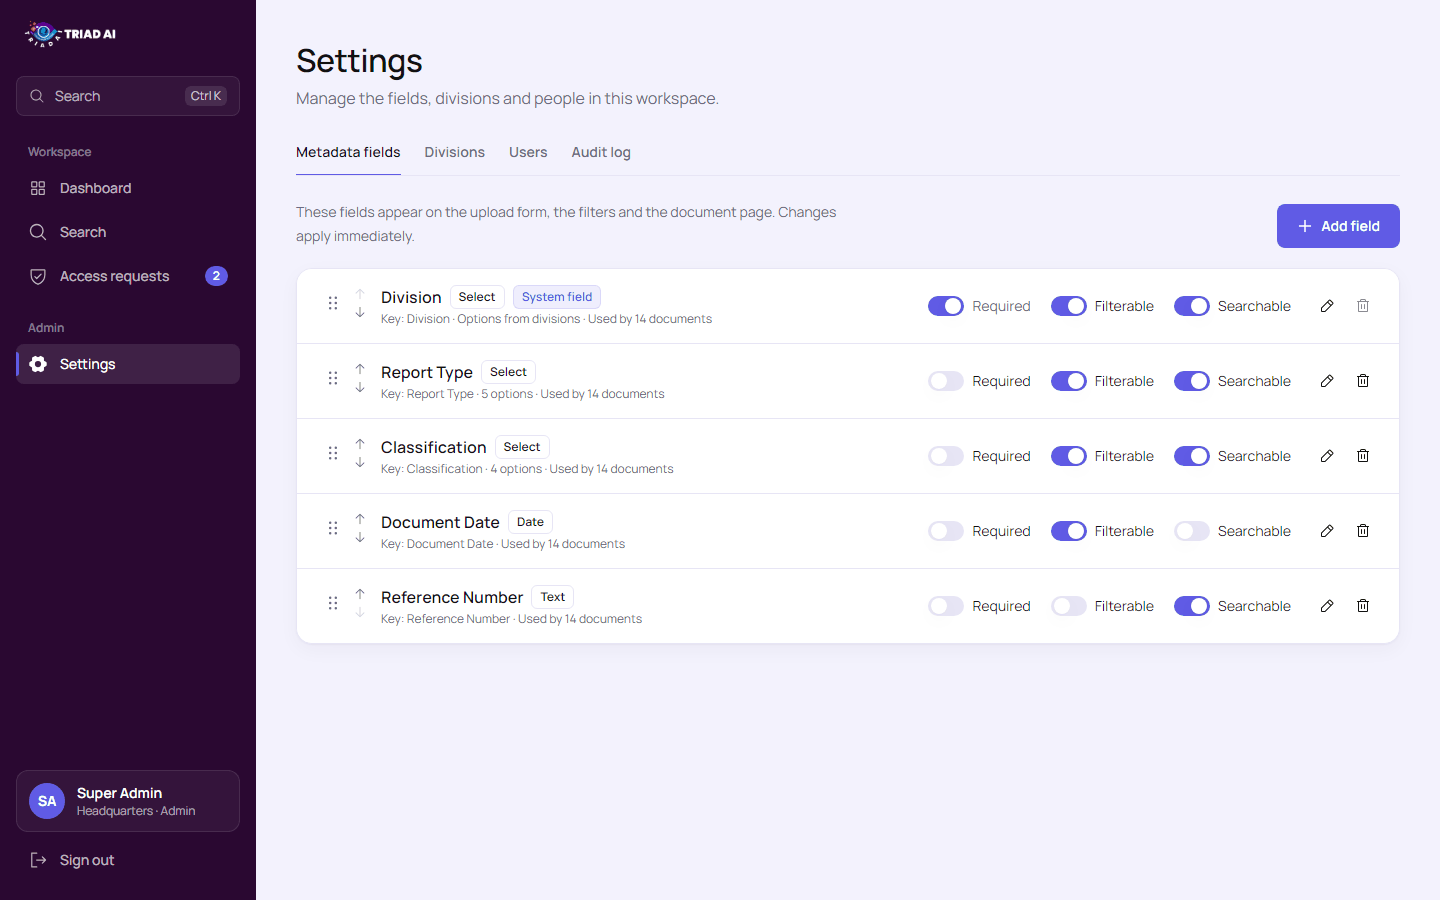 TRIADA
TRIAD AI
Search
Ctrl K
Workspace
Dashboard
Search
Access requests
2
Admin
Settings
SA
Super Admin
Headquarters · Admin
Sign out
Settings
Manage the fields, divisions and people in this workspace.
Metadata fields Divisions Users Audit log
These fields appear on the upload form, the filters and the document page. Changes
apply immediately.
Add field
Division Select System field
Key: Division · Options from divisions · Used by 14 documents
Required Filterable Searchable
Report Type Select
Key: Report Type · 5 options · Used by 14 documents
Required Filterable Searchable
Classification Select
Key: Classification · 4 options · Used by 14 documents
Required Filterable Searchable
Document Date Date
Key: Document Date · Used by 14 documents
Required Filterable Searchable
Reference Number Text
Key: Reference Number · Used by 14 documents
Required Filterable Searchable